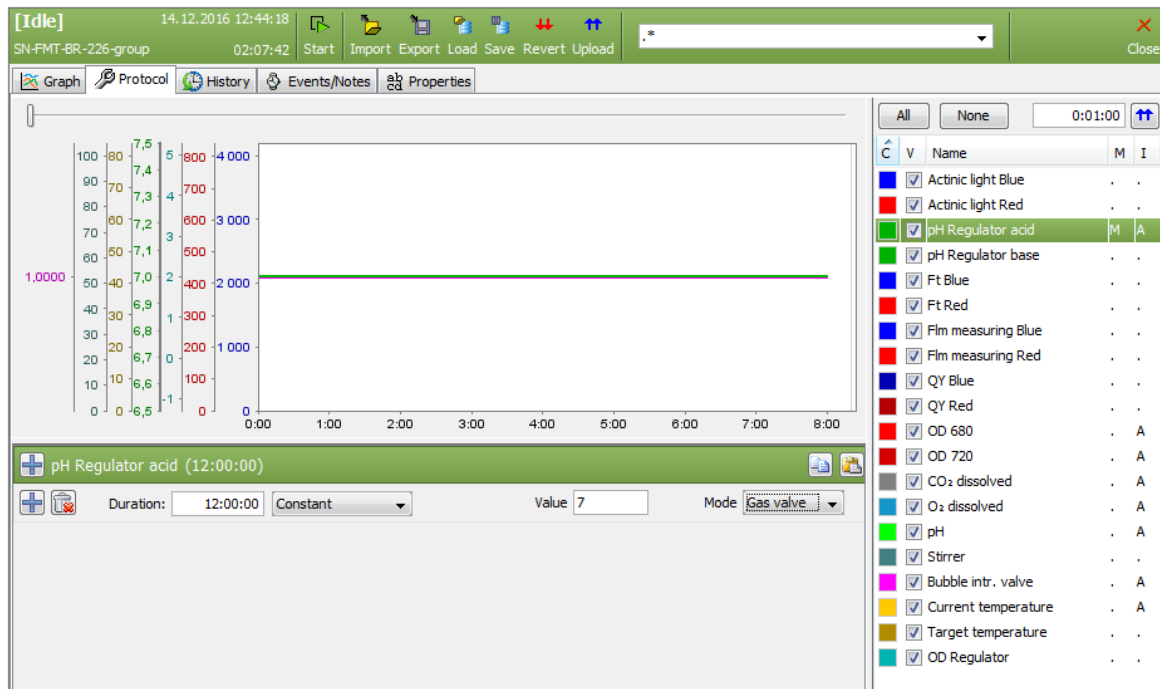 [Idle] 14.12.2016 12:44:18
SN-FMT-BR-226-group 02:07:42 Start Import Export Load Save Revert Upload .* Close
Graph Protocol History Events/Notes ab cd Properties
All None 0:01:00
C V Name M I
Actinic light Blue . .
Actinic light Red . .
pH Regulator acid M A
pH Regulator base . .
Ft Blue . .
Ft Red . .
Flm measuring Blue . .
Flm measuring Red . .
QY Blue . .
QY Red . .
OD 680 . A
OD 720 . A
CO₂ dissolved . A
O₂ dissolved . A
pH . A
Stirrer . .
Bubble intr. valve . A
Current temperature . A
Target temperature . .
OD Regulator . .
1,0000
100
90
80
70
60
50
40
30
20
10
0
80
70
60
50
40
30
20
10
0
7,5
7,4
7,3
7,2
7,1
7,0
6,9
6,8
6,7
6,6
6,5
5
4
3
2
1
0
-1
800
700
600
500
400
300
200
100
0
4 000
3 000
2 000
1 000
0
0:00 1:00 2:00 3:00 4:00 5:00 6:00 7:00 8:00
pH Regulator acid (12:00:00)
Duration: 12:00:00 Constant Value 7 Mode Gas valve